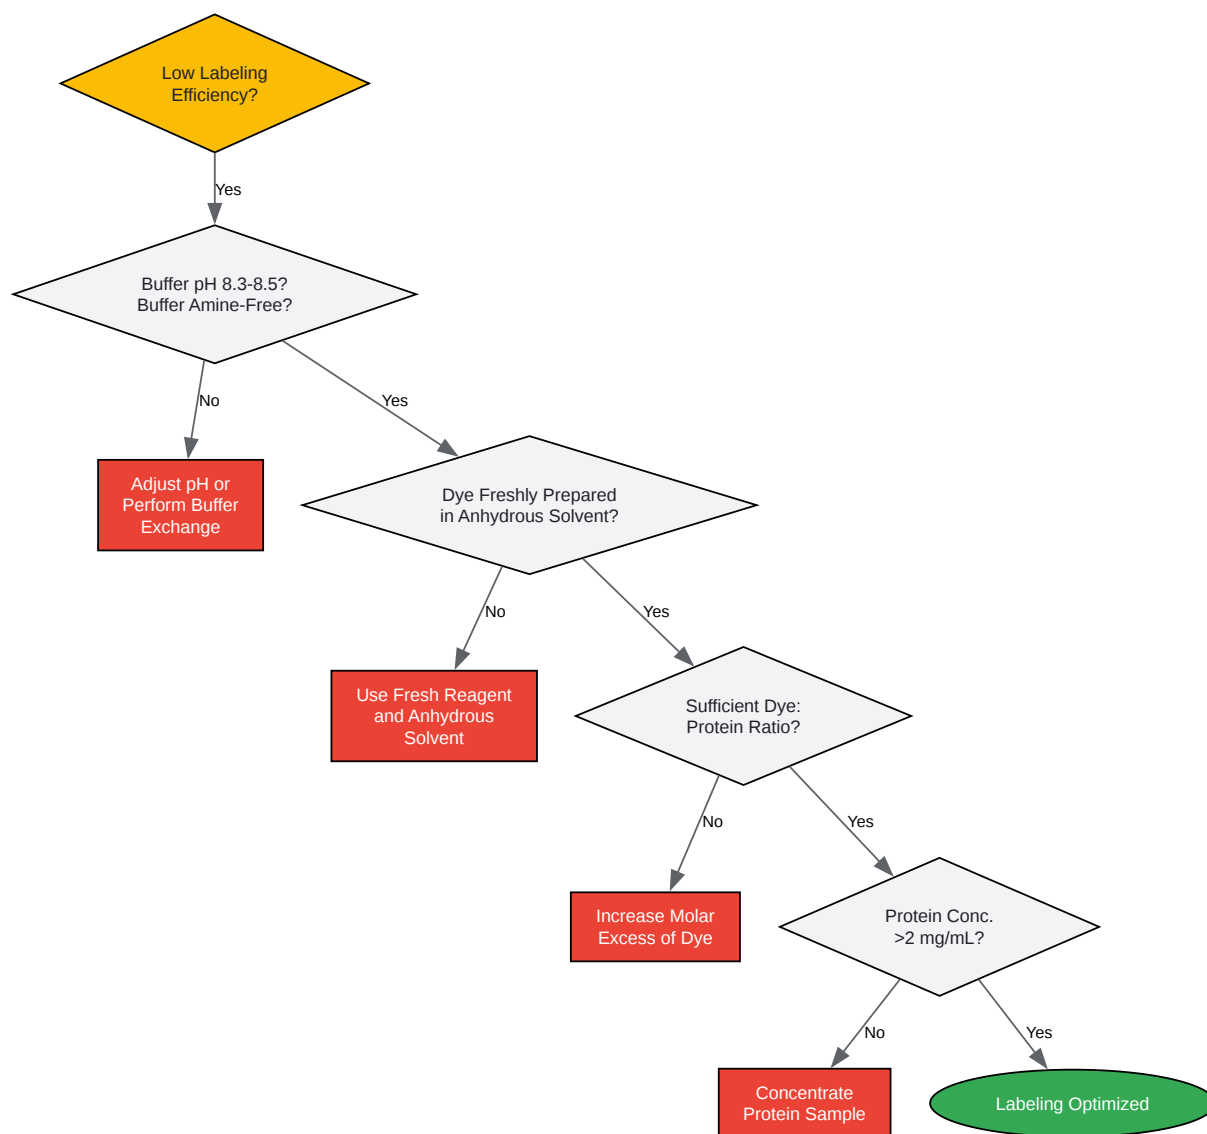 Low Labeling
Efficiency?
Yes
Buffer pH 8.3-8.5?
Buffer Amine-Free?
No
Yes
Adjust pH or
Perform Buffer
Exchange
Dye Freshly Prepared
in Anhydrous Solvent?
No
Yes
Use Fresh Reagent
and Anhydrous
Solvent
Sufficient Dye:
Protein Ratio?
No
Yes
Increase Molar
Excess of Dye
Protein Conc.
>2 mg/mL?
No
Yes
Concentrate
Protein Sample
Labeling Optimized